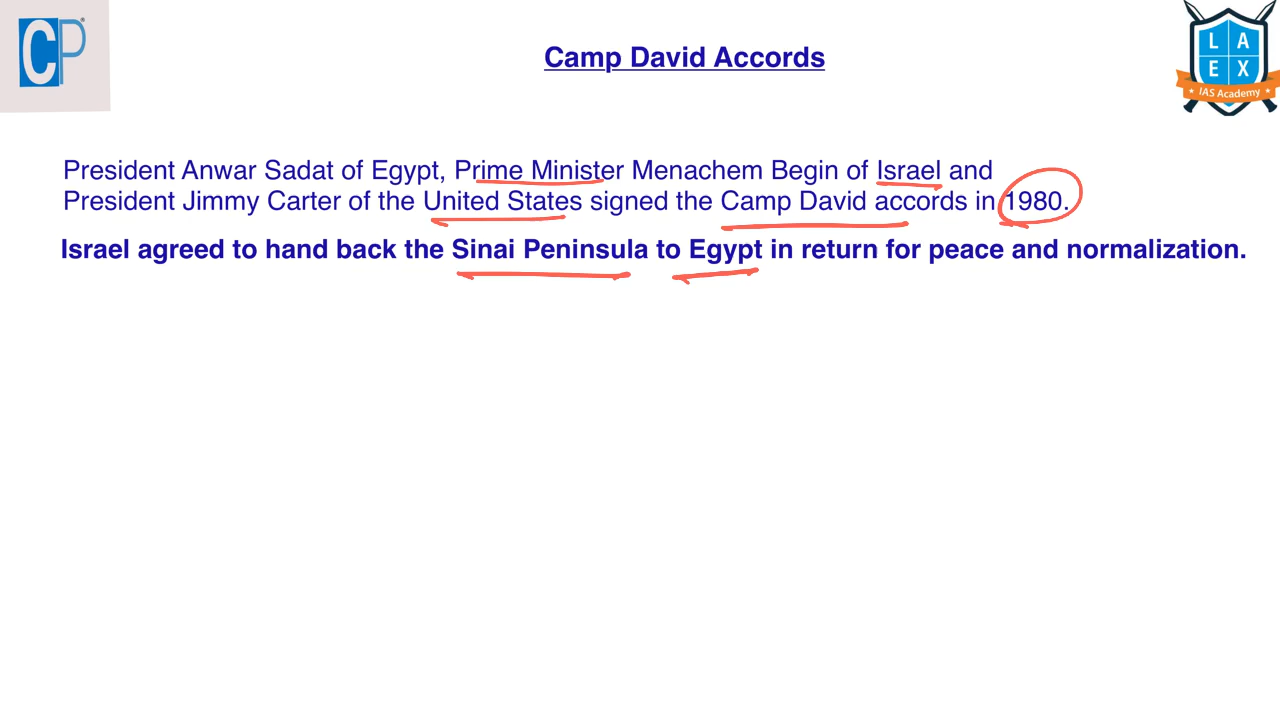 CP
Camp David Accords
L A
E X
IAS Academy
President Anwar Sadat of Egypt, Prime Minister Menachem Begin of Israel and
President Jimmy Carter of the United States signed the Camp David accords in 1980.
Israel agreed to hand back the Sinai Peninsula to Egypt in return for peace and normalization.